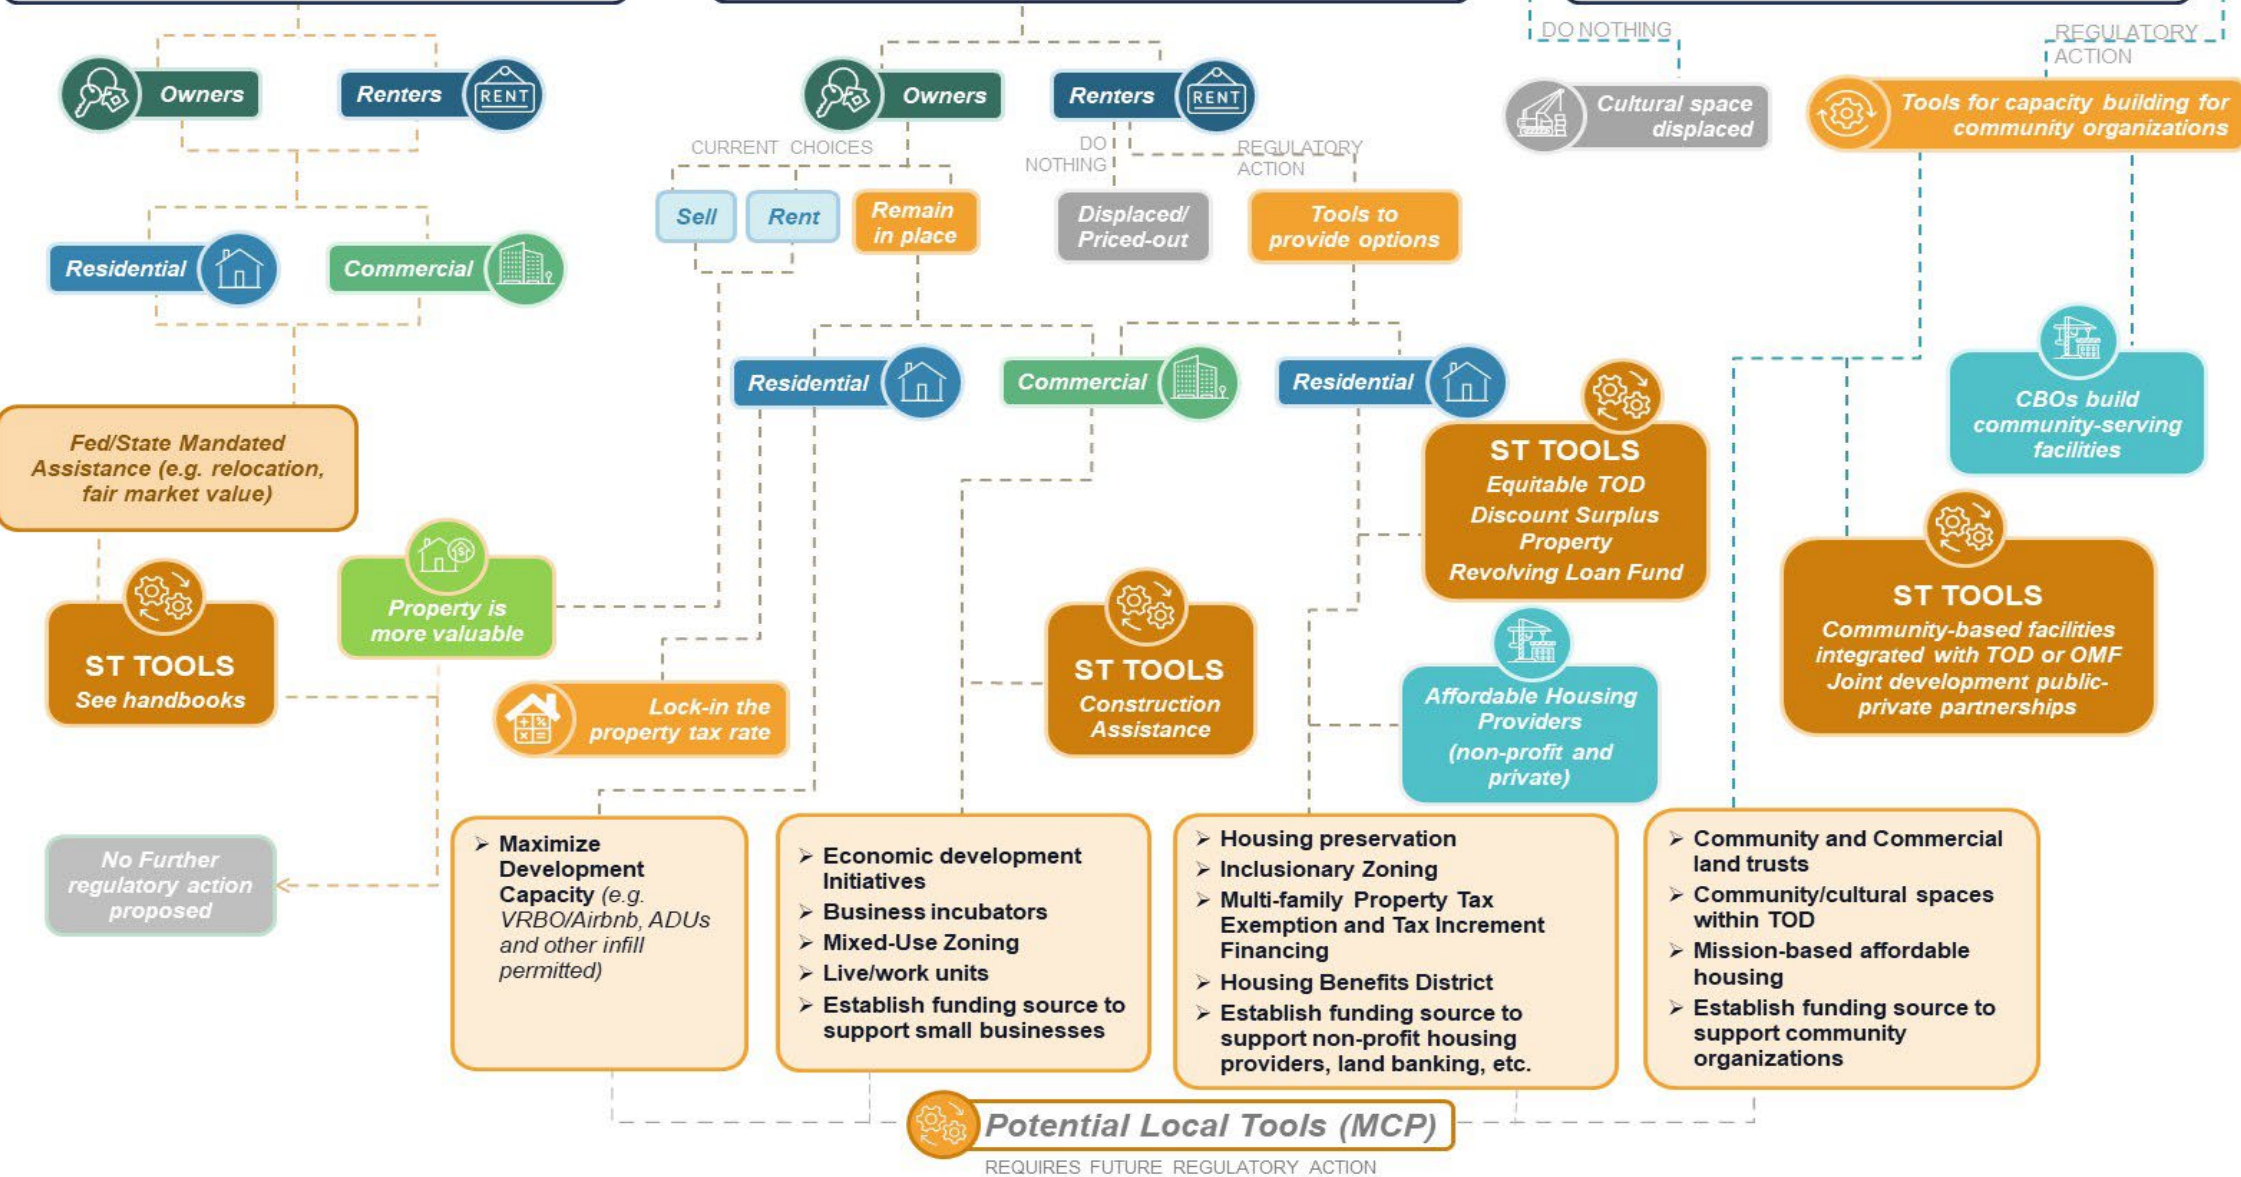 DO NOTHING
REGULATORY
ACTION
Owners
Renters
RENT
Owners
Renters
RENT
Cultural space
displaced
Tools for capacity building for
community organizations
CURRENT CHOICES
DO
NOTHING
REGULATORY
ACTION
Sell
Rent
Remain
in place
Displaced/
Priced-out
Tools to
provide options
Residential
Commercial
Residential
Commercial
Residential
CBOs build
community-serving
facilities
Fed/State Mandated
Assistance (e.g. relocation,
fair market value)
ST TOOLS
Equitable TOD
Discount Surplus
Property
Revolving Loan Fund
Property is
more valuable
ST TOOLS
See handbooks
ST TOOLS
Construction
Assistance
ST TOOLS
Community-based facilities
integrated with TOD or OMF
Joint development public-
private partnerships
Lock-in the
property tax rate
Affordable Housing
Providers
(non-profit and
private)
No Further
regulatory action
proposed
➢ Maximize
Development
Capacity (e.g.
VRBO/Airbnb, ADUs
and other infill
permitted)
➢ Economic development
Initiatives
➢ Business incubators
➢ Mixed-Use Zoning
➢ Live/work units
➢ Establish funding source to
support small businesses
➢ Housing preservation
➢ Inclusionary Zoning
➢ Multi-family Property Tax
Exemption and Tax Increment
Financing
➢ Housing Benefits District
➢ Establish funding source to
support non-profit housing
providers, land banking, etc.
➢ Community and Commercial
land trusts
➢ Community/cultural spaces
within TOD
➢ Mission-based affordable
housing
➢ Establish funding source to
support community
organizations
Potential Local Tools (MCP)
REQUIRES FUTURE REGULATORY ACTION